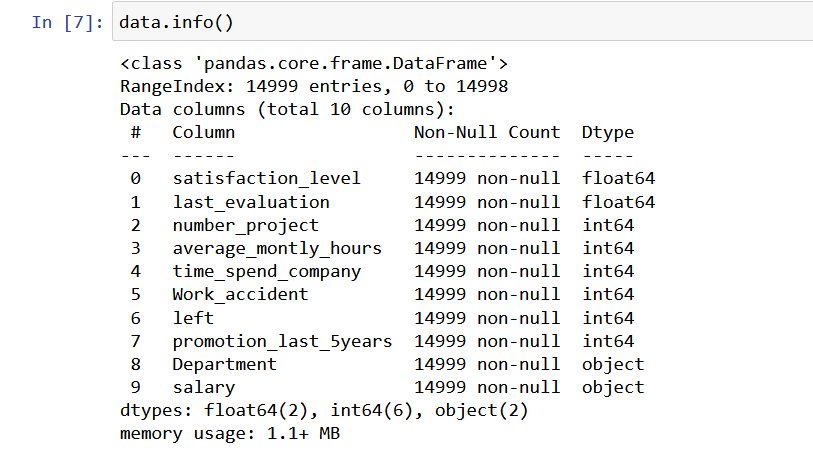 In [7]: data.info()
<class 'pandas.core.frame.DataFrame'>
RangeIndex: 14999 entries, 0 to 14998
Data columns (total 10 columns):
 #   Column                 Non-Null Count  Dtype
---  ------                 --------------  -----
 0   satisfaction_level     14999 non-null  float64
 1   last_evaluation        14999 non-null  float64
 2   number_project         14999 non-null  int64
 3   average_montly_hours   14999 non-null  int64
 4   time_spend_company     14999 non-null  int64
 5   Work_accident          14999 non-null  int64
 6   left                   14999 non-null  int64
 7   promotion_last_5years  14999 non-null  int64
 8   Department             14999 non-null  object
 9   salary                 14999 non-null  object
dtypes: float64(2), int64(6), object(2)
memory usage: 1.1+ MB